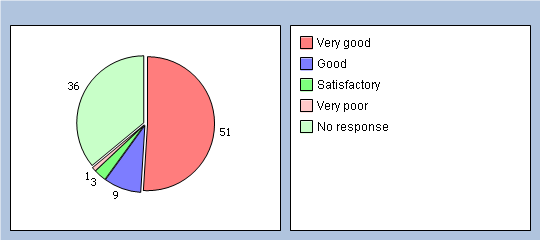 36
51
1
3
9
Very good
Good
Satisfactory
Very poor
No response